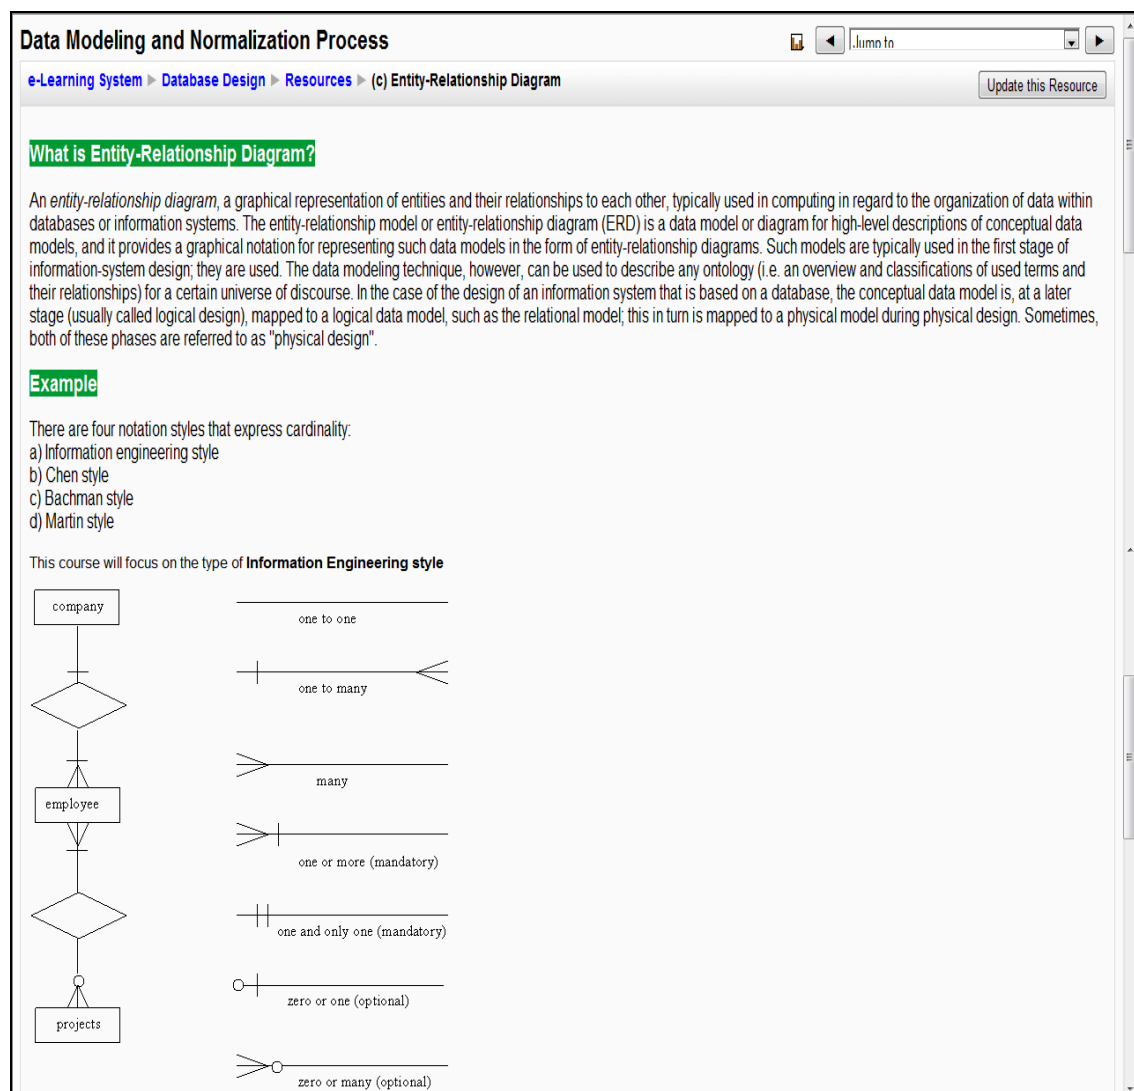 Data Modeling and Normalization Process
Jump to
e-Learning System ▶ Database Design ▶ Resources ▶ (c) Entity-Relationship Diagram
Update this Resource
What is Entity-Relationship Diagram?
An entity-relationship diagram, a graphical representation of entities and their relationships to each other, typically used in computing in regard to the organization of data within
databases or information systems. The entity-relationship model or entity-relationship diagram (ERD) is a data model or diagram for high-level descriptions of conceptual data
models, and it provides a graphical notation for representing such data models in the form of entity-relationship diagrams. Such models are typically used in the first stage of
information-system design; they are used. The data modeling technique, however, can be used to describe any ontology (i.e. an overview and classifications of used terms and
their relationships) for a certain universe of discourse. In the case of the design of an information system that is based on a database, the conceptual data model is, at a later
stage (usually called logical design), mapped to a logical data model, such as the relational model; this in turn is mapped to a physical model during physical design. Sometimes,
both of these phases are referred to as "physical design".
Example
There are four notation styles that express cardinality:
a) Information engineering style
b) Chen style
c) Bachman style
d) Martin style
This course will focus on the type of Information Engineering style
company
one to one
one to many
many
employee
one or more (mandatory)
one and only one (mandatory)
zero or one (optional)
projects
zero or many (optional)